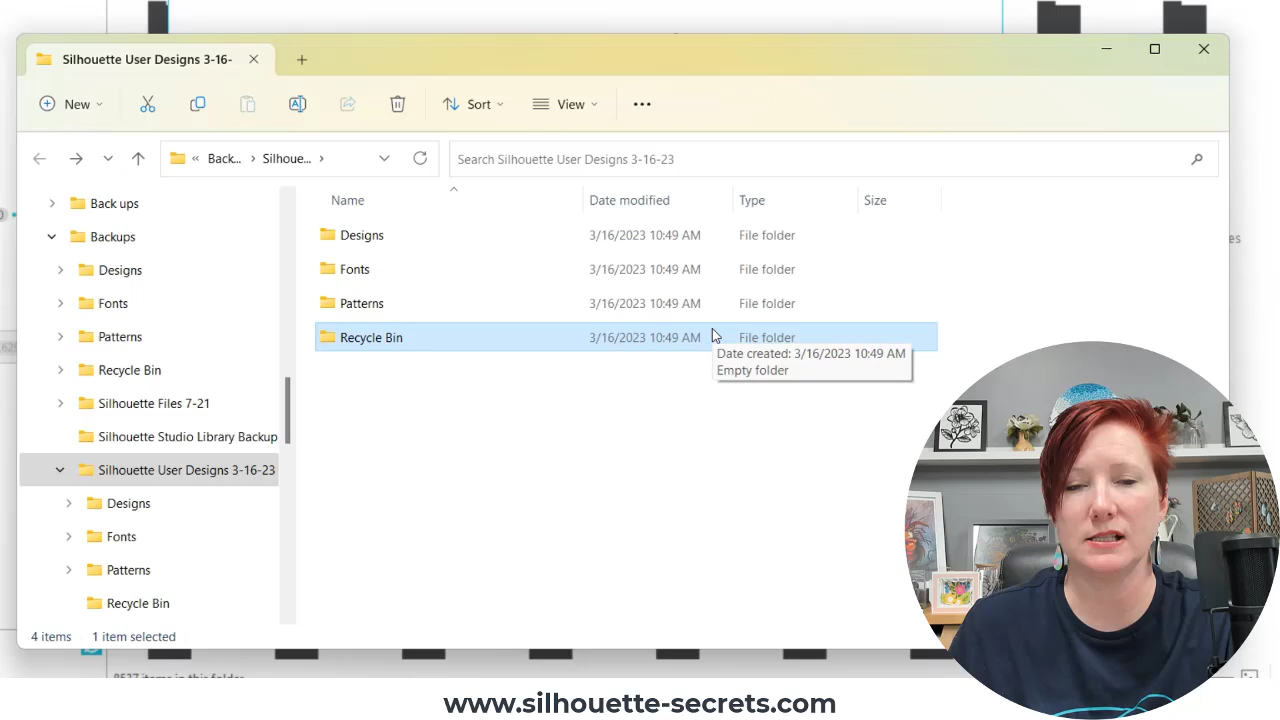 Silhouette User Designs 3-16-
New
Sort
View
Back...
Silhoue...
Search Silhouette User Designs 3-16-23
Back ups
Backups
Designs
Fonts
Patterns
Recycle Bin
Silhouette Files 7-21
Silhouette Studio Library Backup
Silhouette User Designs 3-16-23
Designs
Fonts
Patterns
Recycle Bin
Name Date modified Type Size
Designs 3/16/2023 10:49 AM File folder
Fonts 3/16/2023 10:49 AM File folder
Patterns 3/16/2023 10:49 AM File folder
Recycle Bin 3/16/2023 10:49 AM File folder
Date created: 3/16/2023 10:49 AM
Empty folder
4 items 1 item selected
items in this folder
www.silhouette-secrets.com